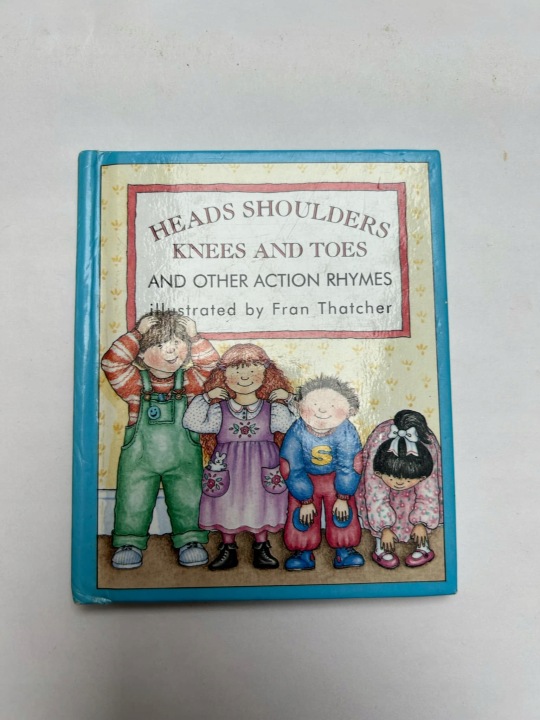 HEADS SHOULDERS
KNEES AND TOES
AND OTHER ACTION RHYMES
illustrated by Fran Thatcher
S